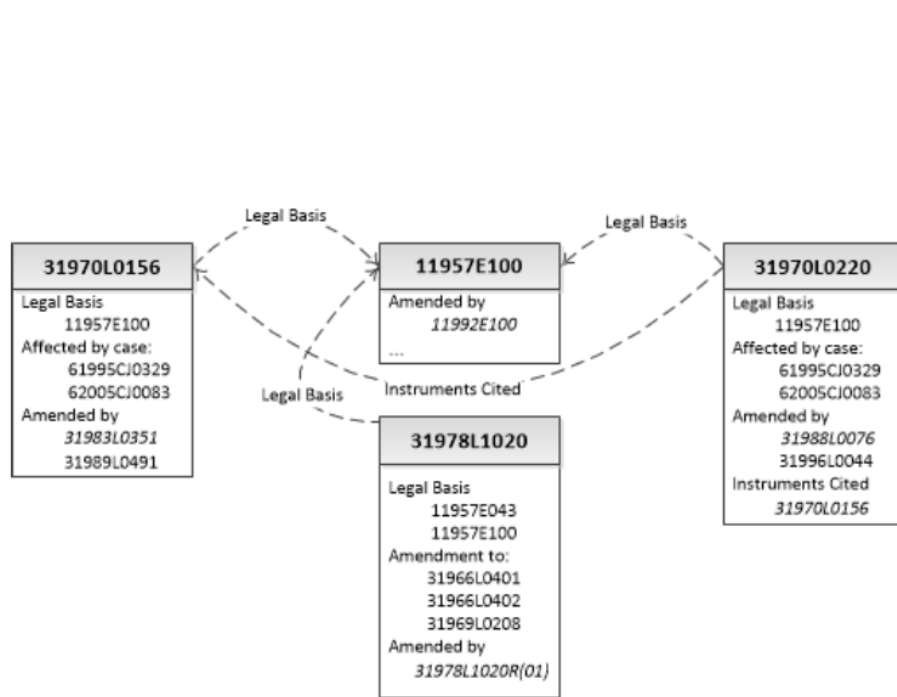 Legal Basis
Legal Basis
31970L0156
Legal Basis
11957E100
Affected by case:
61995CJ0329
62005CJ0083
Amended by
31983L0351
31989L0491
11957E100
Amended by
11992E100
...
Instruments Cited
Legal Basis
31978L1020
Legal Basis
11957E043
11957E100
Amendment to:
31966L0401
31966L0402
31969L0208
Amended by
31978L1020R(01)
31970L0220
Legal Basis
11957E100
Affected by case:
61995CJ0329
62005CJ0083
Amended by
31988L0076
31996L0044
Instruments Cited
31970L0156